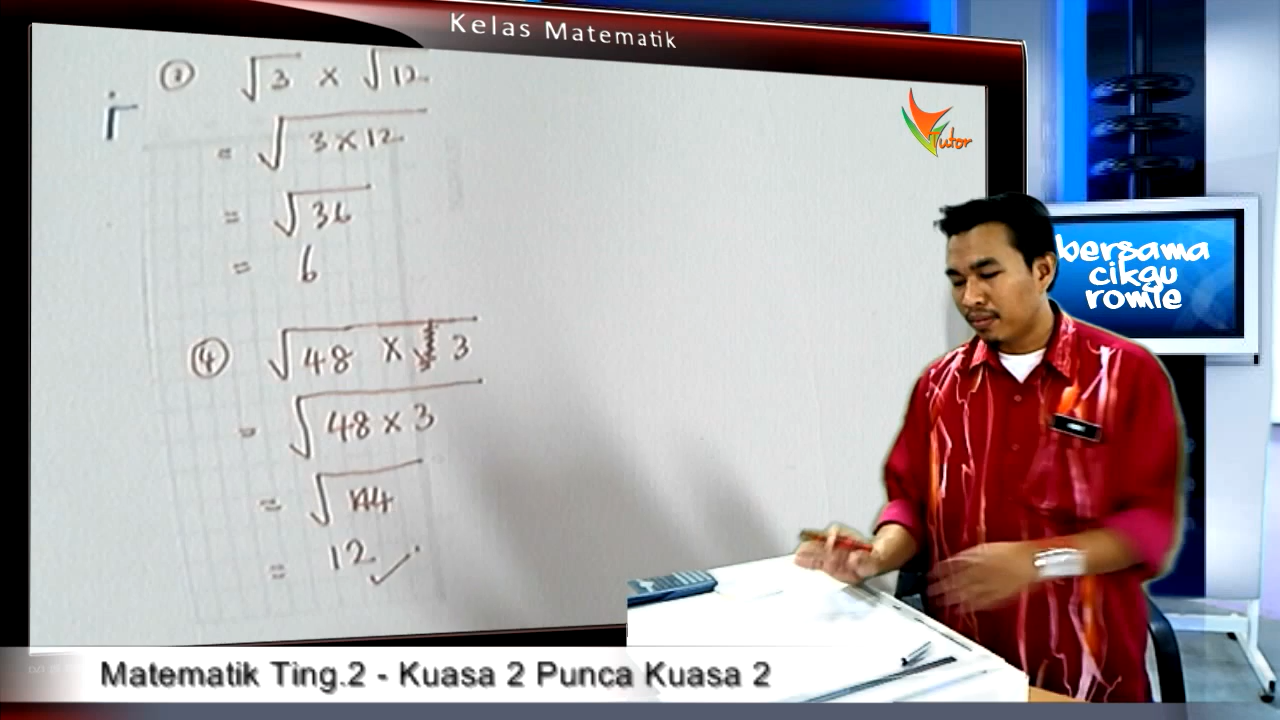 Kelas Matematik
③ √3 × √12
= √3 × 12
= √36
= 6
④ √48 × 3
= √48 × 3
= √144
= 12 ✓
Tutor
bersama
cikgu
romle
Matematik Ting.2 - Kuasa 2 Punca Kuasa 2